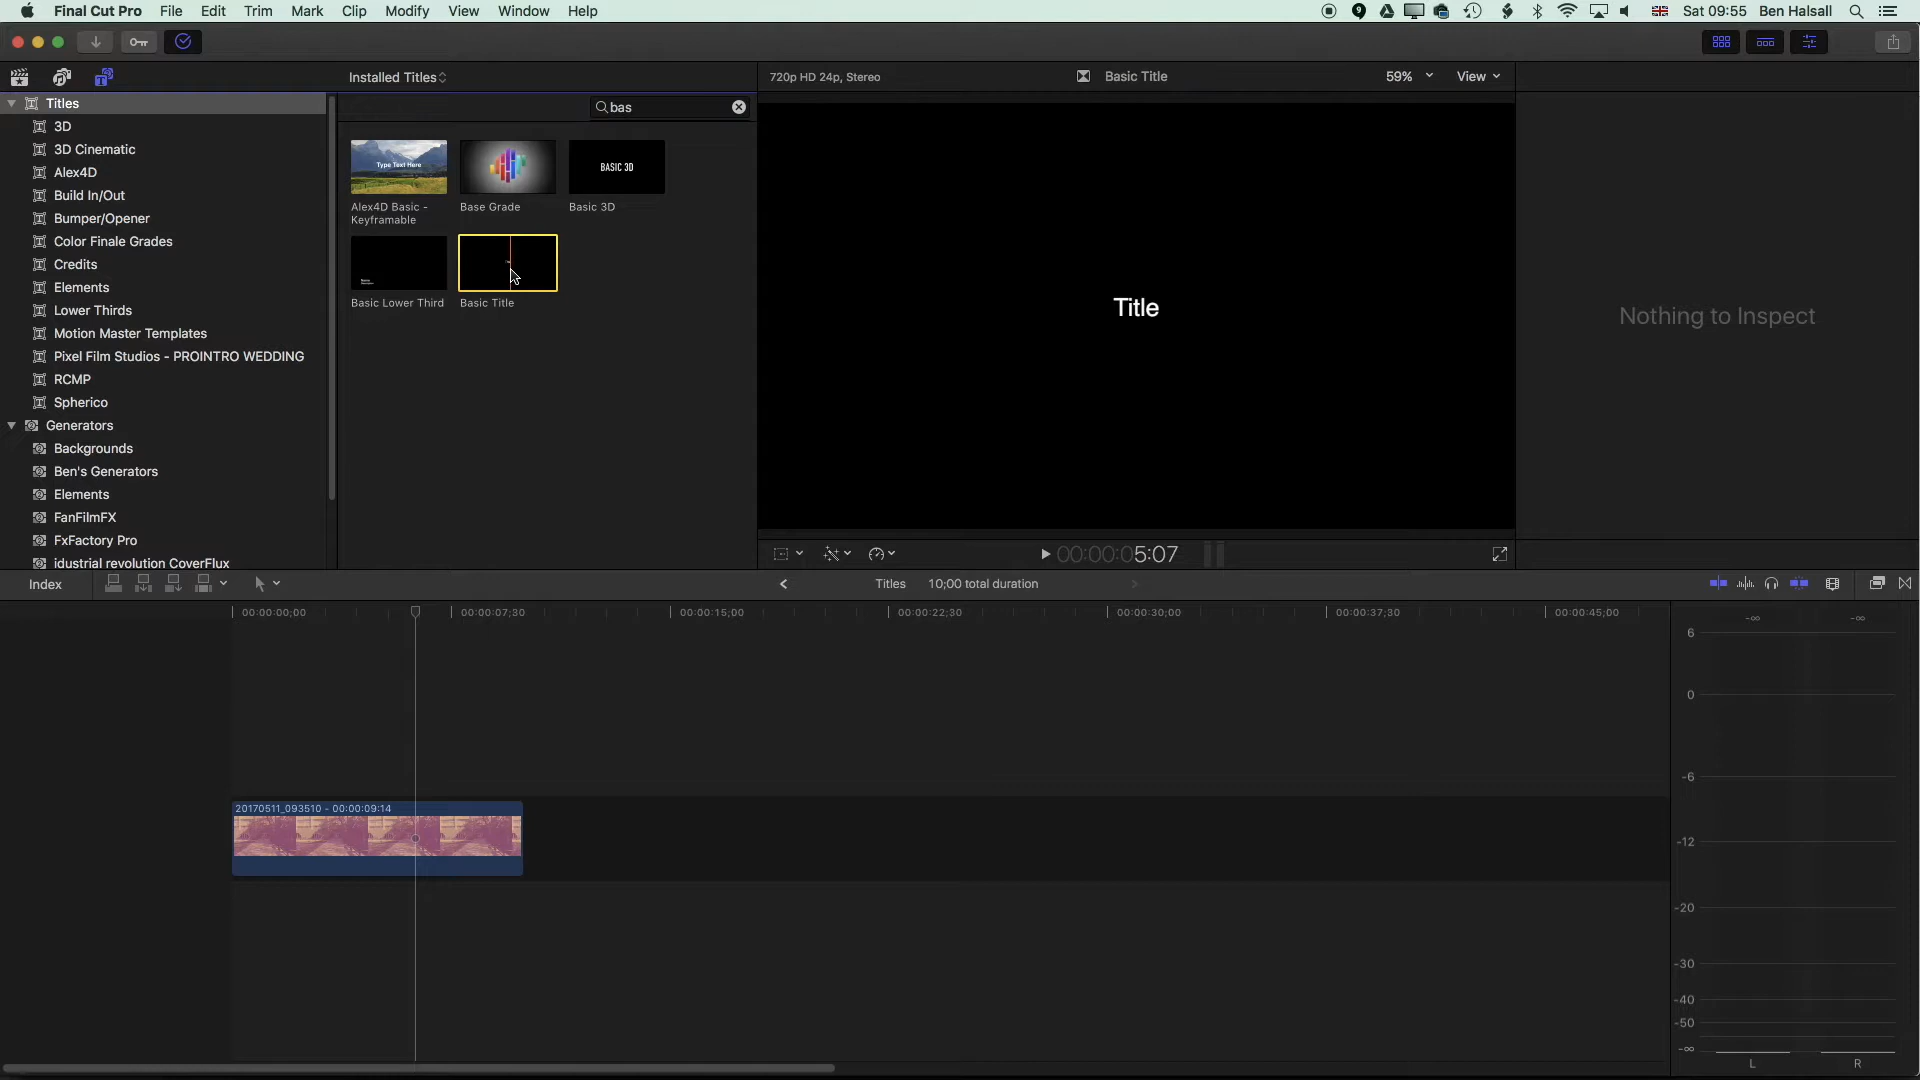 Final Cut Pro File Edit Trim Mark Clip Modify View Window Help
Sat 09:55 Ben Halsall
Installed Titles
720p HD 24p, Stereo
Basic Title
59%
View
Titles
3D
3D Cinematic
Alex4D
Build In/Out
Bumper/Opener
Color Finale Grades
Credits
Elements
Lower Thirds
Motion Master Templates
Pixel Film Studios - PROINTRO WEDDING
RCMP
Spherico
Generators
Backgrounds
Ben's Generators
Elements
FanFilmFX
FxFactory Pro
idustrial revolution CoverFlux
bas
Type Text Here
BASIC 3D
Alex4D Basic -
Keyframable
Base Grade
Basic 3D
Basic Lower Third
Basic Title
Title
Nothing to Inspect
00:00:05:07
Index
Titles
10;00 total duration
00:00:00;00
00:00:07;30
00:00:15;00
00:00:22;30
00:00:30;00
00:00:37;30
00:00:45;00
20170511_093510 - 00:00:09:14
-∞
-∞
6
0
-6
-12
-20
-30
-40
-50
-∞
L
R